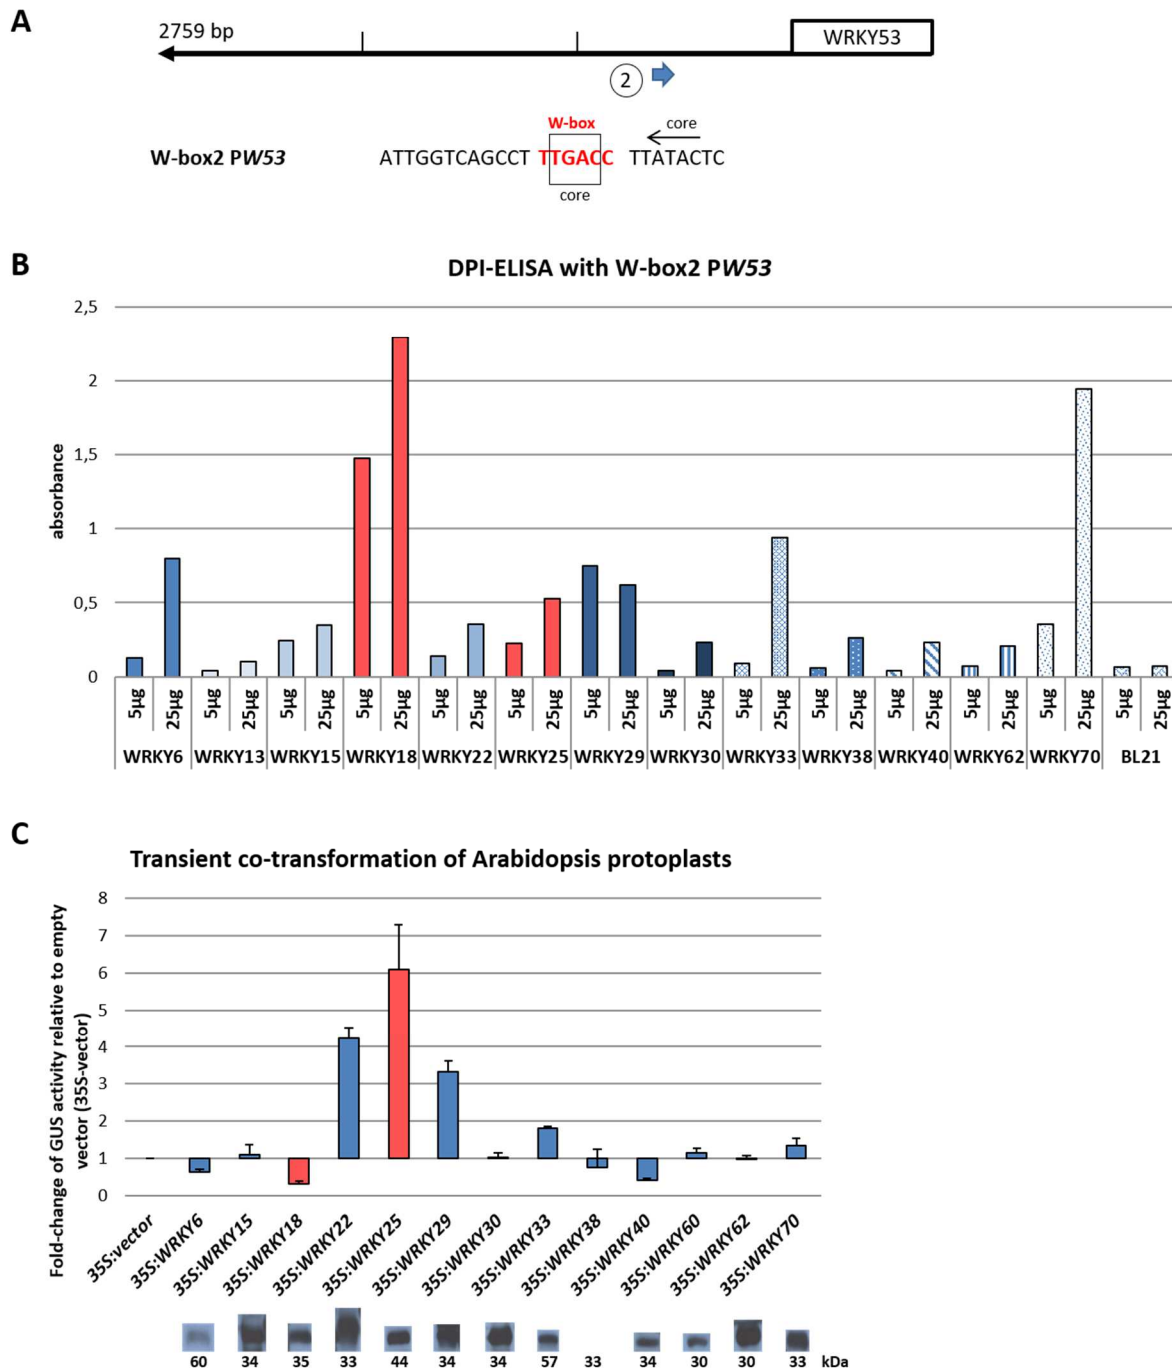 A
2759 bp
WRKY53
2
W-box
core
W-box2 PW53
ATTGGTCAGCCT TTGACC TTATACTC
core
B
DPI-ELISA with W-box2 PW53
absorbance
2,5
2
1,5
1
0,5
0
5µg 25µg 5µg 25µg 5µg 25µg 5µg 25µg 5µg 25µg 5µg 25µg 5µg 25µg 5µg 25µg 5µg 25µg 5µg 25µg 5µg 25µg 5µg 25µg 5µg 25µg 5µg 25µg
WRKY6 WRKY13 WRKY15 WRKY18 WRKY22 WRKY25 WRKY29 WRKY30 WRKY33 WRKY38 WRKY40 WRKY62 WRKY70 BL21
C
Transient co-transformation of Arabidopsis protoplasts
Fold-change of GUS activity relative to empty
vector (35S-vector)
8
7
6
5
4
3
2
1
0
35S:vector 35S:WRKY6 35S:WRKY15 35S:WRKY18 35S:WRKY22 35S:WRKY25 35S:WRKY29 35S:WRKY30 35S:WRKY33 35S:WRKY38 35S:WRKY40 35S:WRKY60 35S:WRKY62 35S:WRKY70
60 34 35 33 44 34 34 57 33 34 30 30 33 kDa